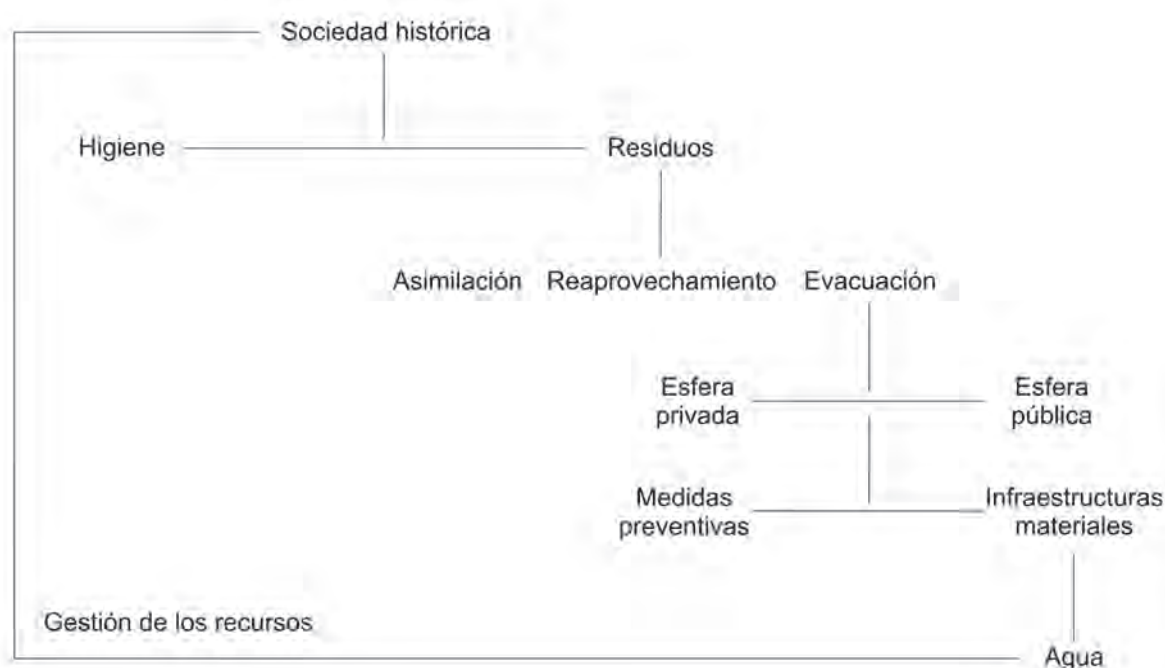 Sociedad histórica
Higiene
Residuos
Asimilación
Reaprovechamiento
Evacuación
Esfera
privada
Esfera
pública
Medidas
preventivas
Infraestructuras
materiales
Gestión de los recursos
Agua